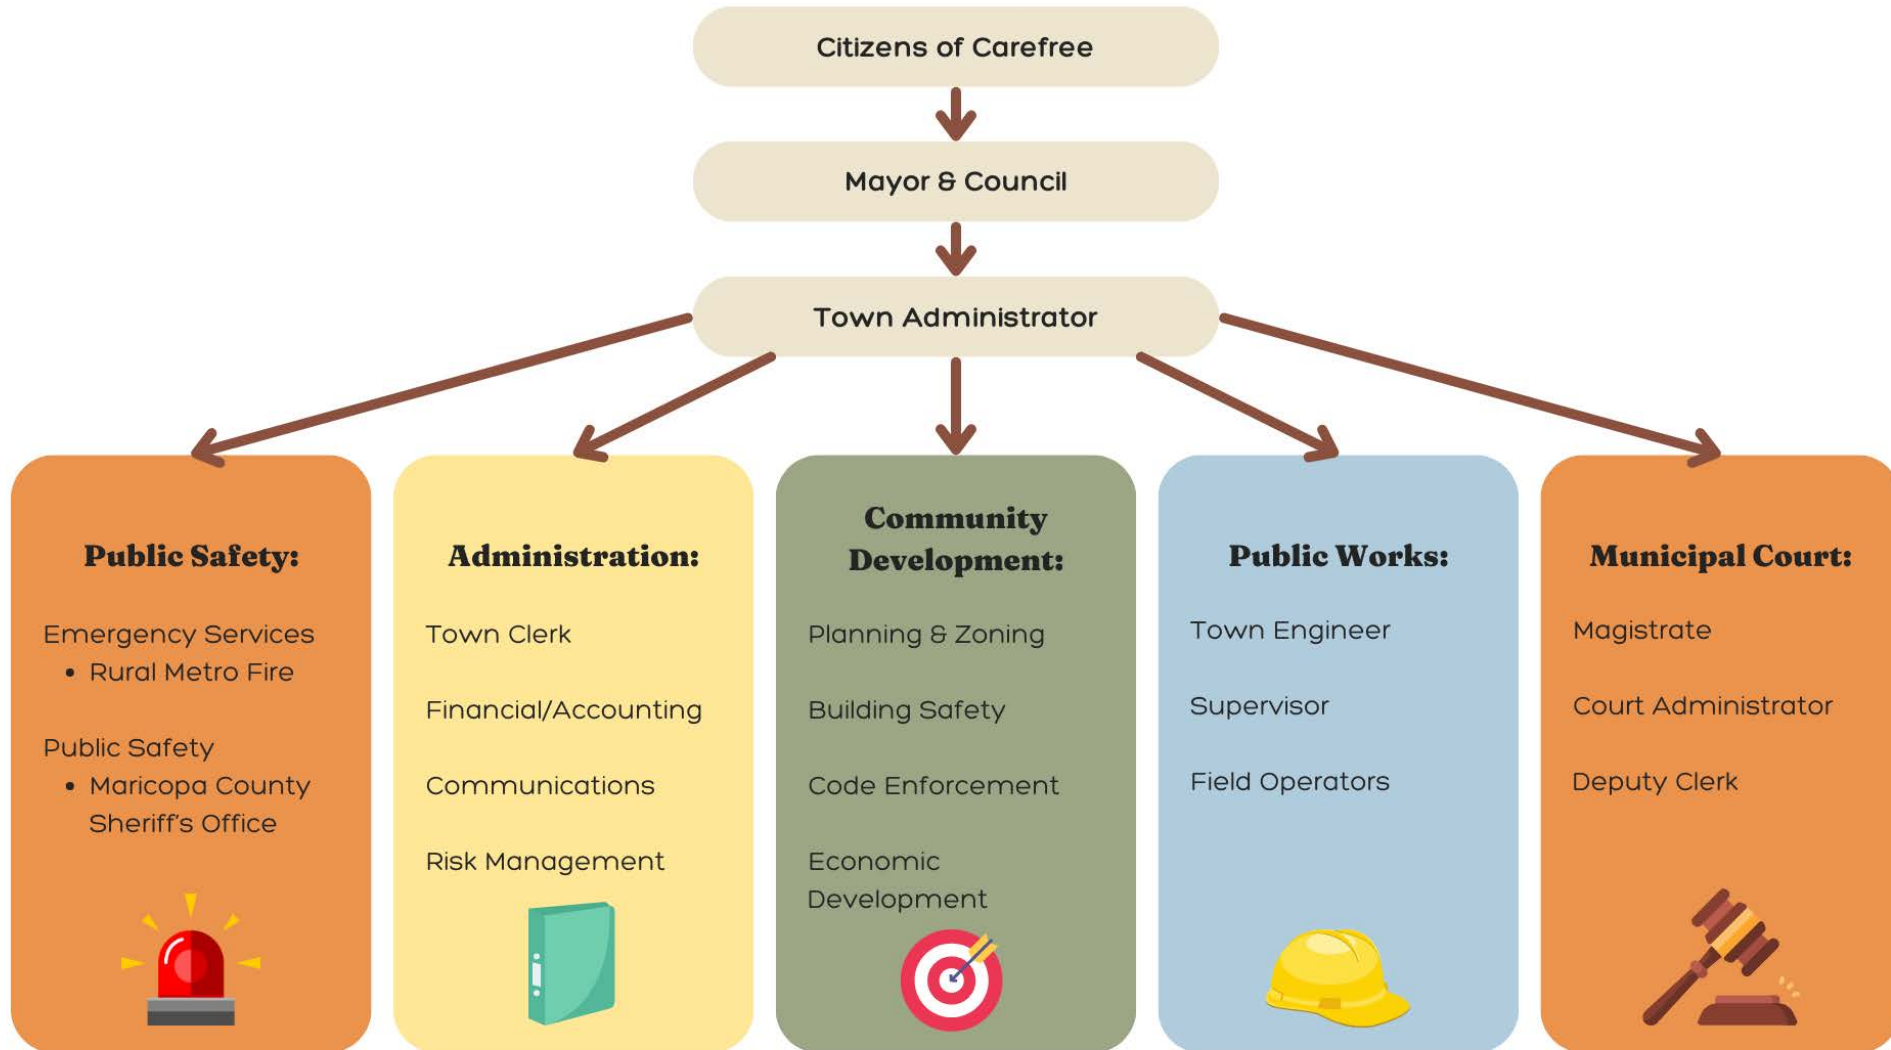 Citizens of Carefree
Mayor & Council
Town Administrator
Public Safety:
Emergency Services
• Rural Metro Fire
Public Safety
• Maricopa County
Sheriff's Office
Administration:
Town Clerk
Financial/Accounting
Communications
Risk Management
Community
Development:
Planning & Zoning
Building Safety
Code Enforcement
Economic
Development
Public Works:
Town Engineer
Supervisor
Field Operators
Municipal Court:
Magistrate
Court Administrator
Deputy Clerk